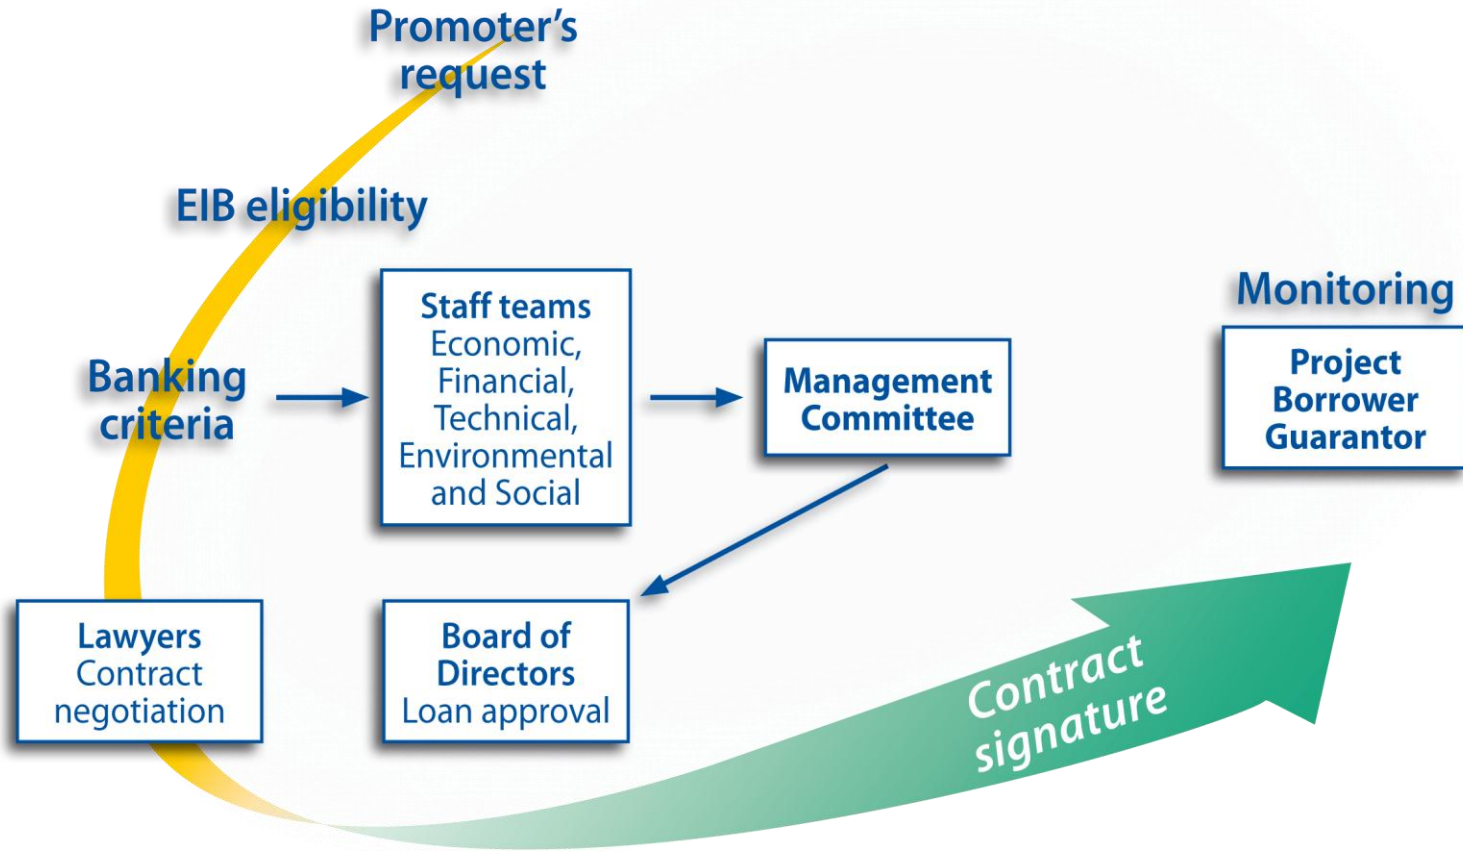 Promoter's
request
EIB eligibility
Banking
criteria
Staff teams
Economic,
Financial,
Technical,
Environmental
and Social
Management
Committee
Monitoring
Project
Borrower
Guarantor
Lawyers
Contract
negotiation
Board of
Directors
Loan approval
Contract
signature